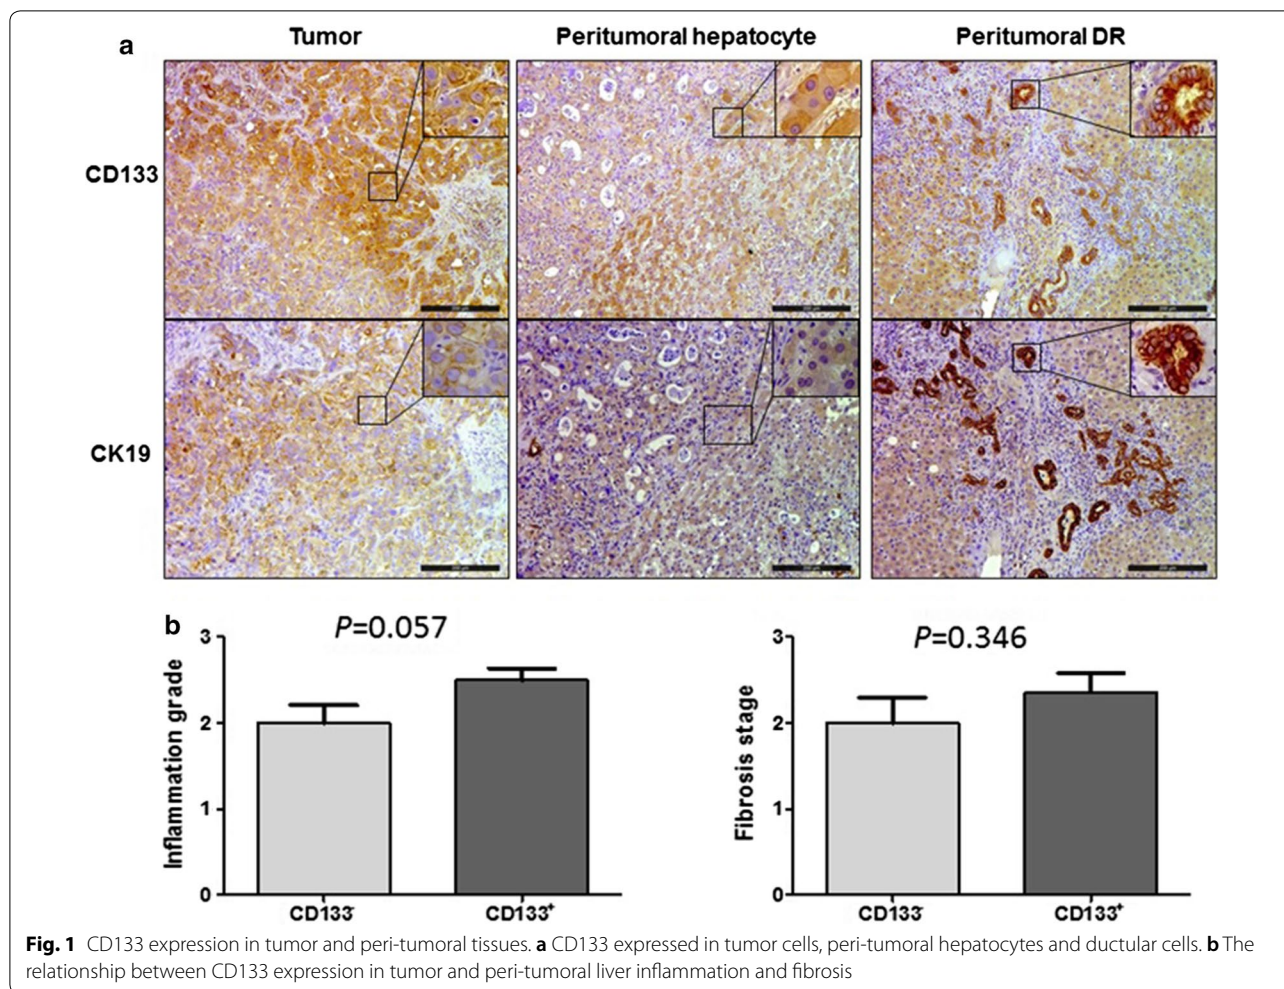 a
Tumor
Peritumoral hepatocyte
Peritumoral DR
CD133
CK19
b
P=0.057
Inflammation grade
3
2
1
0
CD133-
CD133+
P=0.346
Fibrosis stage
3
2
1
0
CD133-
CD133+
Fig. 1 CD133 expression in tumor and peri-tumoral tissues. a CD133 expressed in tumor cells, peri-tumoral hepatocytes and ductular cells. b The
relationship between CD133 expression in tumor and peri-tumoral liver inflammation and fibrosis